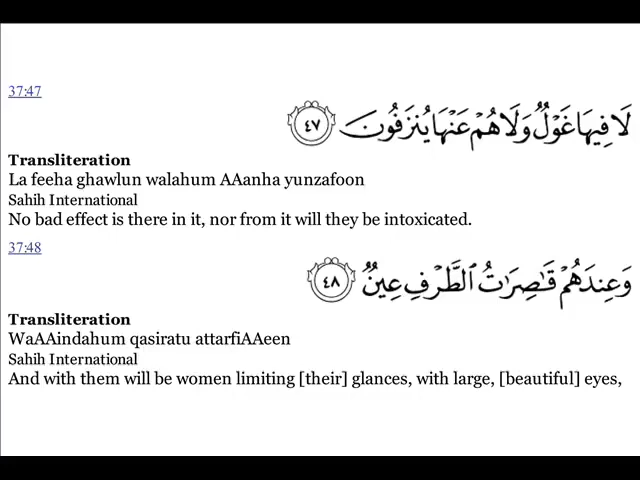 37:47
لَا فِيهَا غَوْلٌ وَلَا هُمْ عَنْهَا يُنزَفُونَ ٤٧
Transliteration
La feeha ghawlun walahum AAanha yunzafoon
Sahih International
No bad effect is there in it, nor from it will they be intoxicated.
37:48
وَعِندَهُمْ قَـٰصِرَٰتُ ٱلطَّرْفِ عِينٌ ٤٨
Transliteration
WaAAindahum qasiratu attarfiAAeen
Sahih International
And with them will be women limiting [their] glances, with large, [beautiful] eyes,